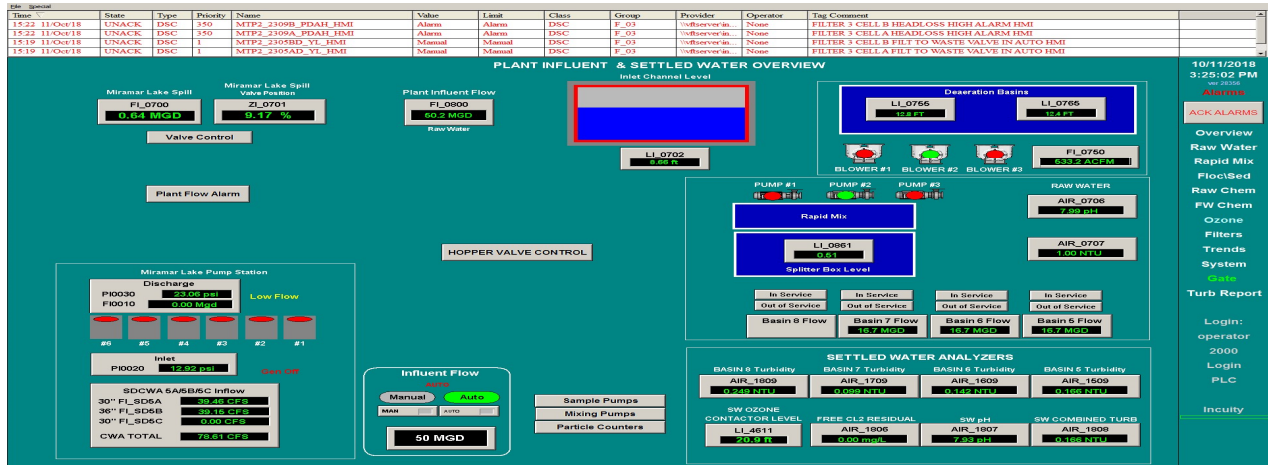 File Special
Time State Type Priority Name Value Limit Class Group Provider Operator Tag Comment
15:22 11/Oct/18 UNACK DSC 350 MTP2_2309B_PDAH_HMI Alarm Alarm DSC F_03 \\vftserver\in... None FILTER 3 CELL B HEADLOSS HIGH ALARM HMI
15:22 11/Oct/18 UNACK DSC 350 MTP2_2309A_PDAH_HMI Alarm Alarm DSC F_03 \\vftserver\in... None FILTER 3 CELL A HEADLOSS HIGH ALARM HMI
15:19 11/Oct/18 UNACK DSC 1 MTP2_2305BD_YL_HMI Manual Manual DSC F_03 \\vftserver\in... None FILTER 3 CELL B FILT TO WASTE VALVE IN AUTO HMI
15:19 11/Oct/18 UNACK DSC 1 MTP2_2305AD_YL_HMI Manual Manual DSC F_03 \\vftserver\in... None FILTER 3 CELL A FILT TO WASTE VALVE IN AUTO HMI
PLANT INFLUENT & SETTLED WATER OVERVIEW
Miramar Lake Spill
FI_0700
0.64 MGD
Miramar Lake Spill
Valve Position
ZI_0701
9.17 %
Valve Control
Plant Flow Alarm
Plant Influent Flow
FI_0800
50.2 MGD
Raw Water
Inlet Channel Level
LI_0702
8.66 ft
HOPPER VALVE CONTROL
Deaeration Basins
LI_0755
12.8 FT
LI_0765
12.4 FT
BLOWER #1 BLOWER #2 BLOWER #3
FI_0750
533.2 ACFM
PUMP #1 PUMP #2 PUMP #3
Rapid Mix
LI_0861
0.51
Splitter Box Level
RAW WATER
AIR_0706
7.99 pH
AIR_0707
1.00 NTU
In Service In Service In Service In Service
Out of Service Out of Service Out of Service Out of Service
Basin 8 Flow Basin 7 Flow Basin 6 Flow Basin 5 Flow
16.7 MGD 16.7 MGD 16.7 MGD
Miramar Lake Pump Station
Discharge
PI0030 23.06 psi
FI0010 0.00 Mgd
Low Flow
#6 #5 #4 #3 #2 #1
Inlet
PI0020 12.92 psi
SDCWA 5A/5B/5C Inflow
30" FI_SD5A 39.46 CFS
36" FI_SD5B 39.15 CFS
30" FI_SD5C 0.00 CFS
CWA TOTAL 78.61 CFS
Influent Flow
AUTO
Manual Auto
MAN AUTO
50 MGD
Sample Pumps
Mixing Pumps
Particle Counters
SETTLED WATER ANALYZERS
BASIN 8 Turbidity BASIN 7 Turbidity BASIN 6 Turbidity BASIN 5 Turbidity
AIR_1809 AIR_1709 AIR_1609 AIR_1509
0.249 NTU 0.099 NTU 0.142 NTU 0.166 NTU
SW OZONE
CONTACTOR LEVEL FREE CL2 RESIDUAL SW pH SW COMBINED TURB
LI_4611 AIR_1806 AIR_1807 AIR_1808
20.9 ft 0.00 mg/L 7.93 pH 0.166 NTU
10/11/2018
3:25:02 PM
Alarms
ACK ALARMS
Overview
Raw Water
Rapid Mix
Floc\Sed
Raw Chem
FW Chem
Ozone
Filters
Trends
System
Gate
Turb Report
Login:
operator
2000
Login
PLC
Incuity